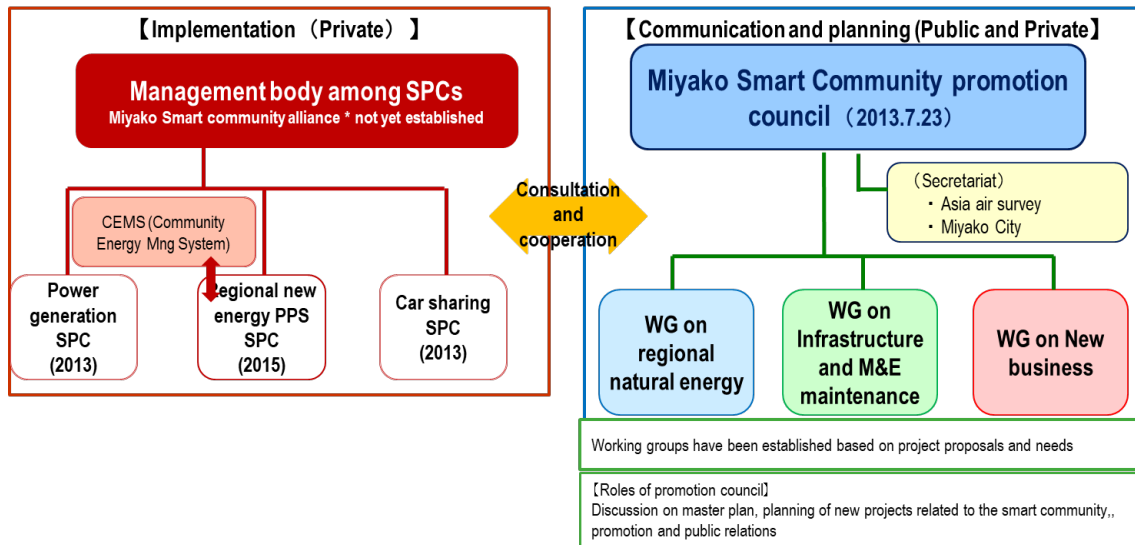 【Implementation（Private）】
Management body among SPCs
Miyako Smart community alliance * not yet established
CEMS (Community
Energy Mng System)
Power
generation
SPC
(2013)
Regional new
energy PPS
SPC
(2015)
Car sharing
SPC
(2013)
Consultation
and
cooperation
【Communication and planning (Public and Private】
Miyako Smart Community promotion
council（2013.7.23）
（Secretariat）
・ Asia air survey
・ Miyako City
WG on
regional
natural energy
WG on
Infrastructure
and M&E
maintenance
WG on New
business
Working groups have been established based on project proposals and needs
【Roles of promotion council】
Discussion on master plan, planning of new projects related to the smart community,,
promotion and public relations